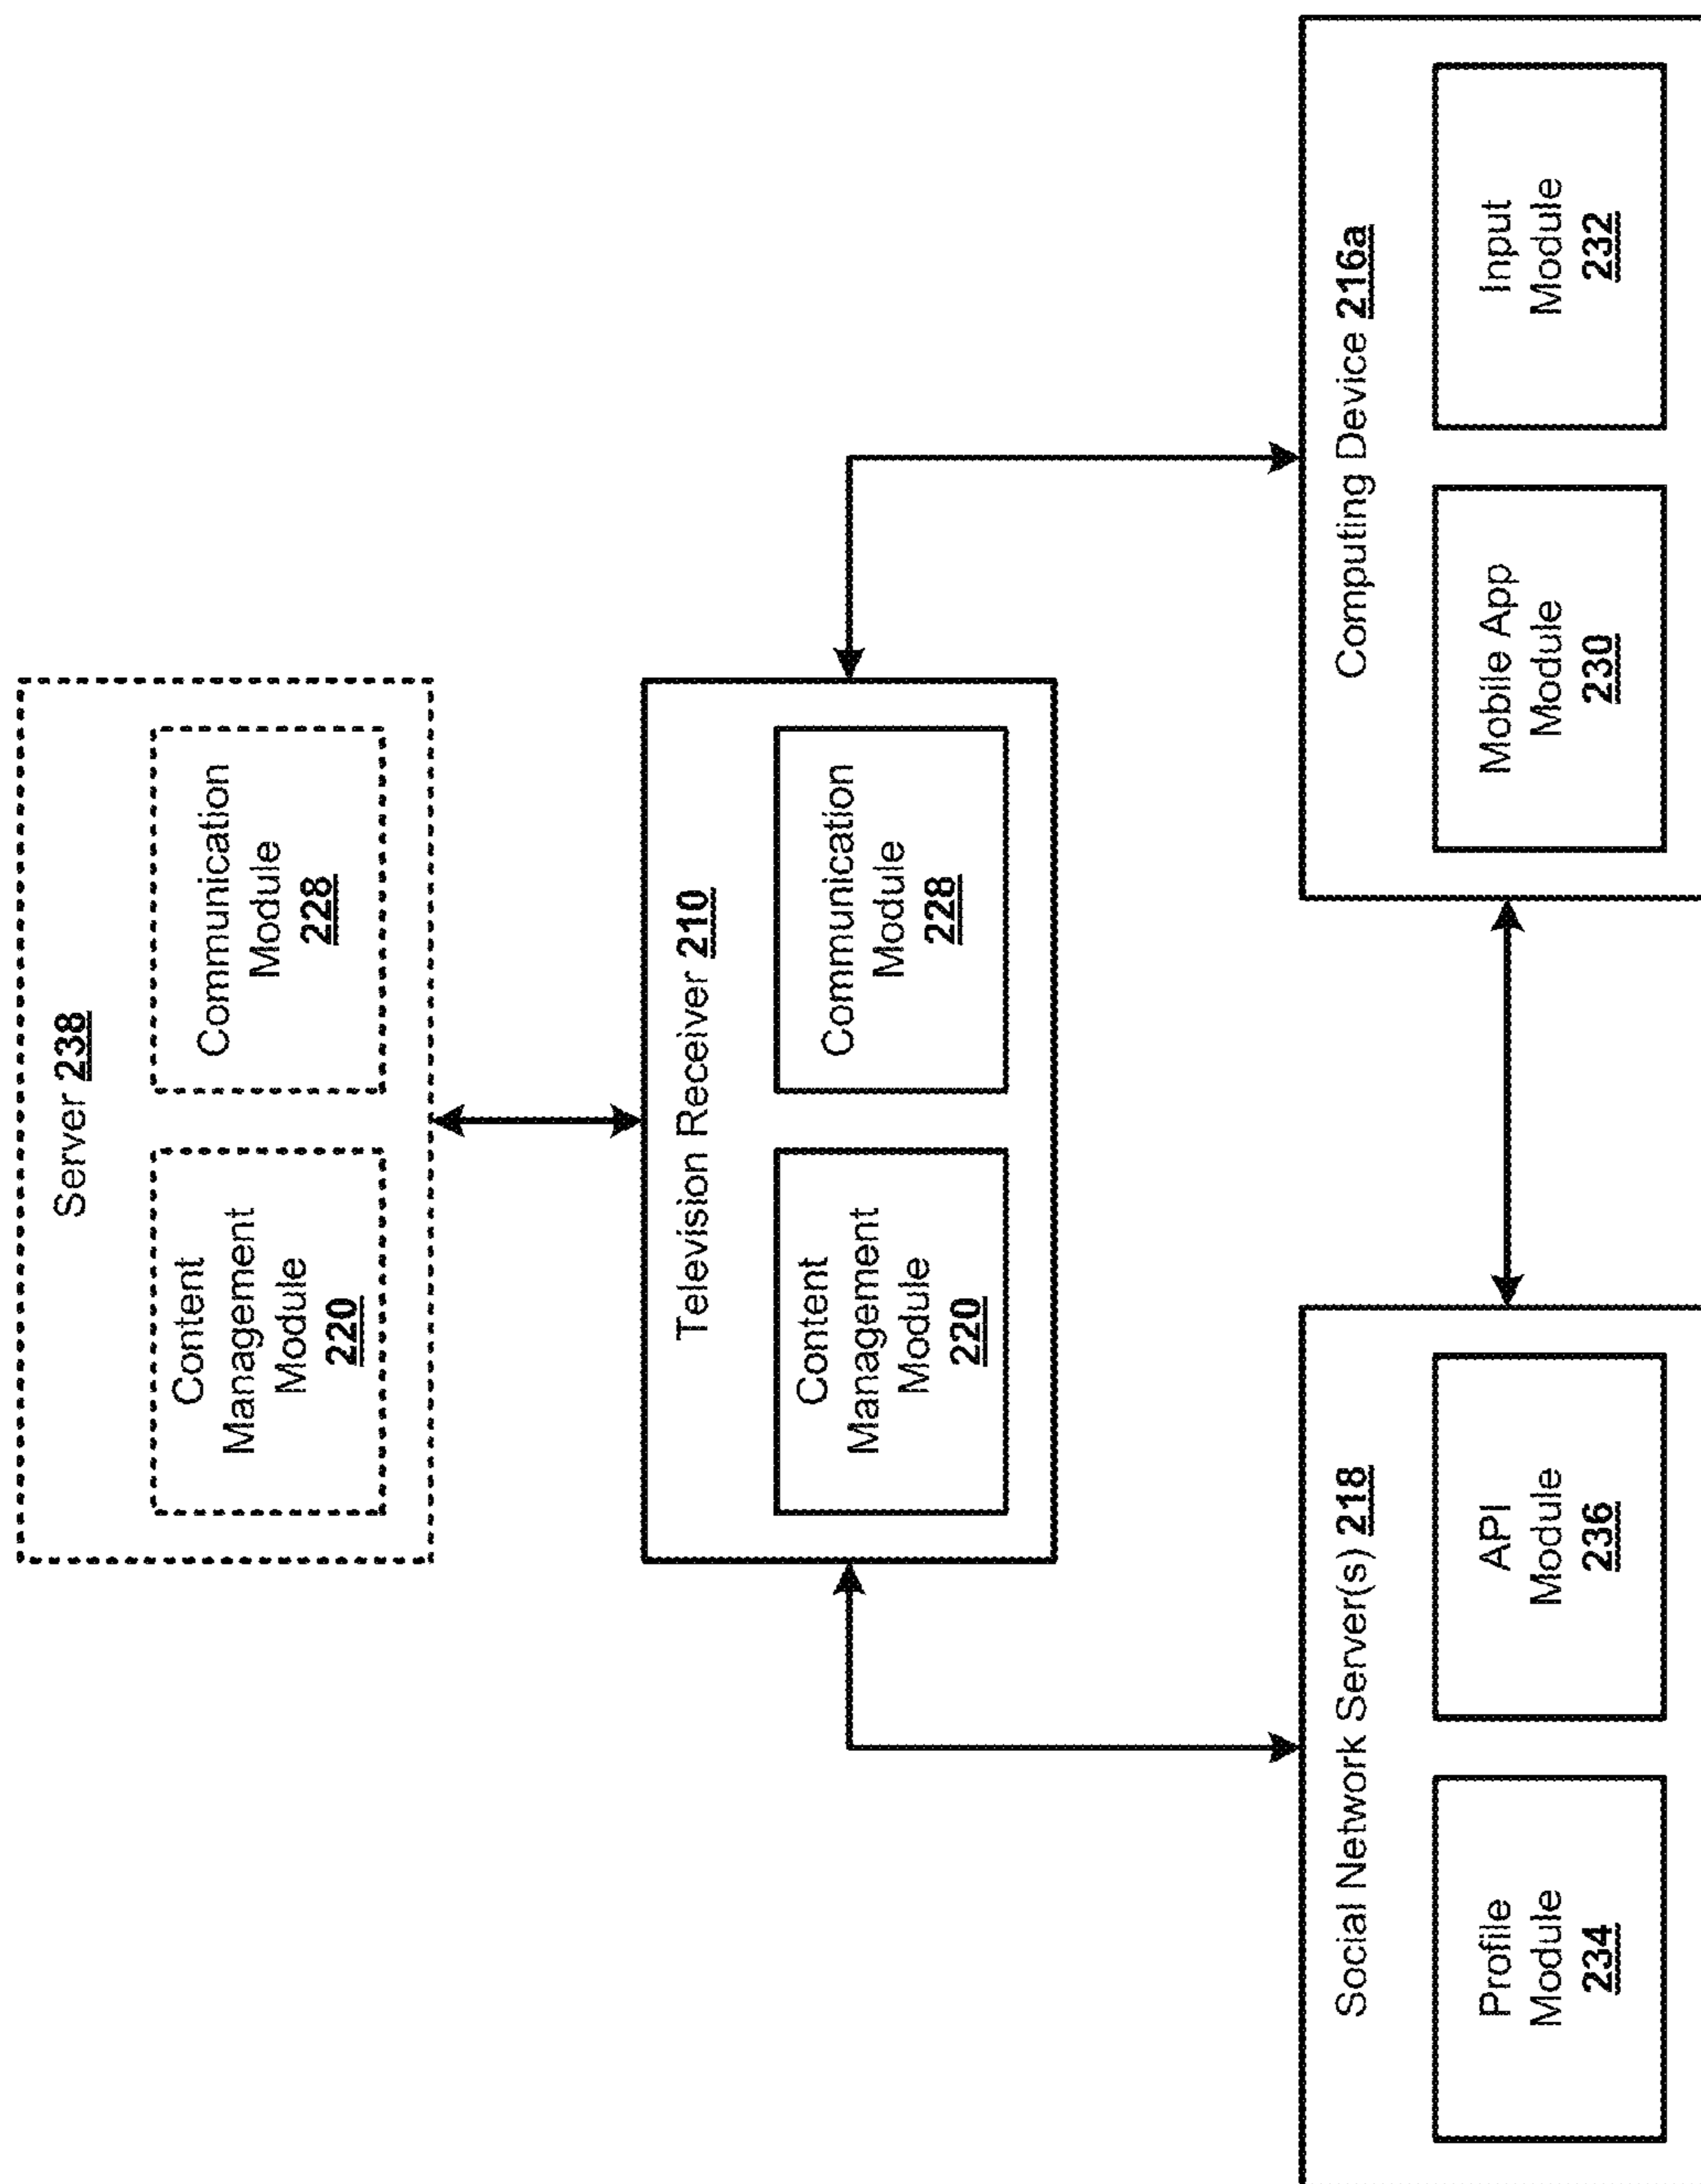 Server 238
Content
Management
Module
220
Communication
Module
228
Television Receiver 210
Content
Management
Module
220
Communication
Module
228
Social Network Server(s) 218
Profile
Module
234
API
Module
236
Computing Device 216a
Mobile App
Module
230
Input
Module
232